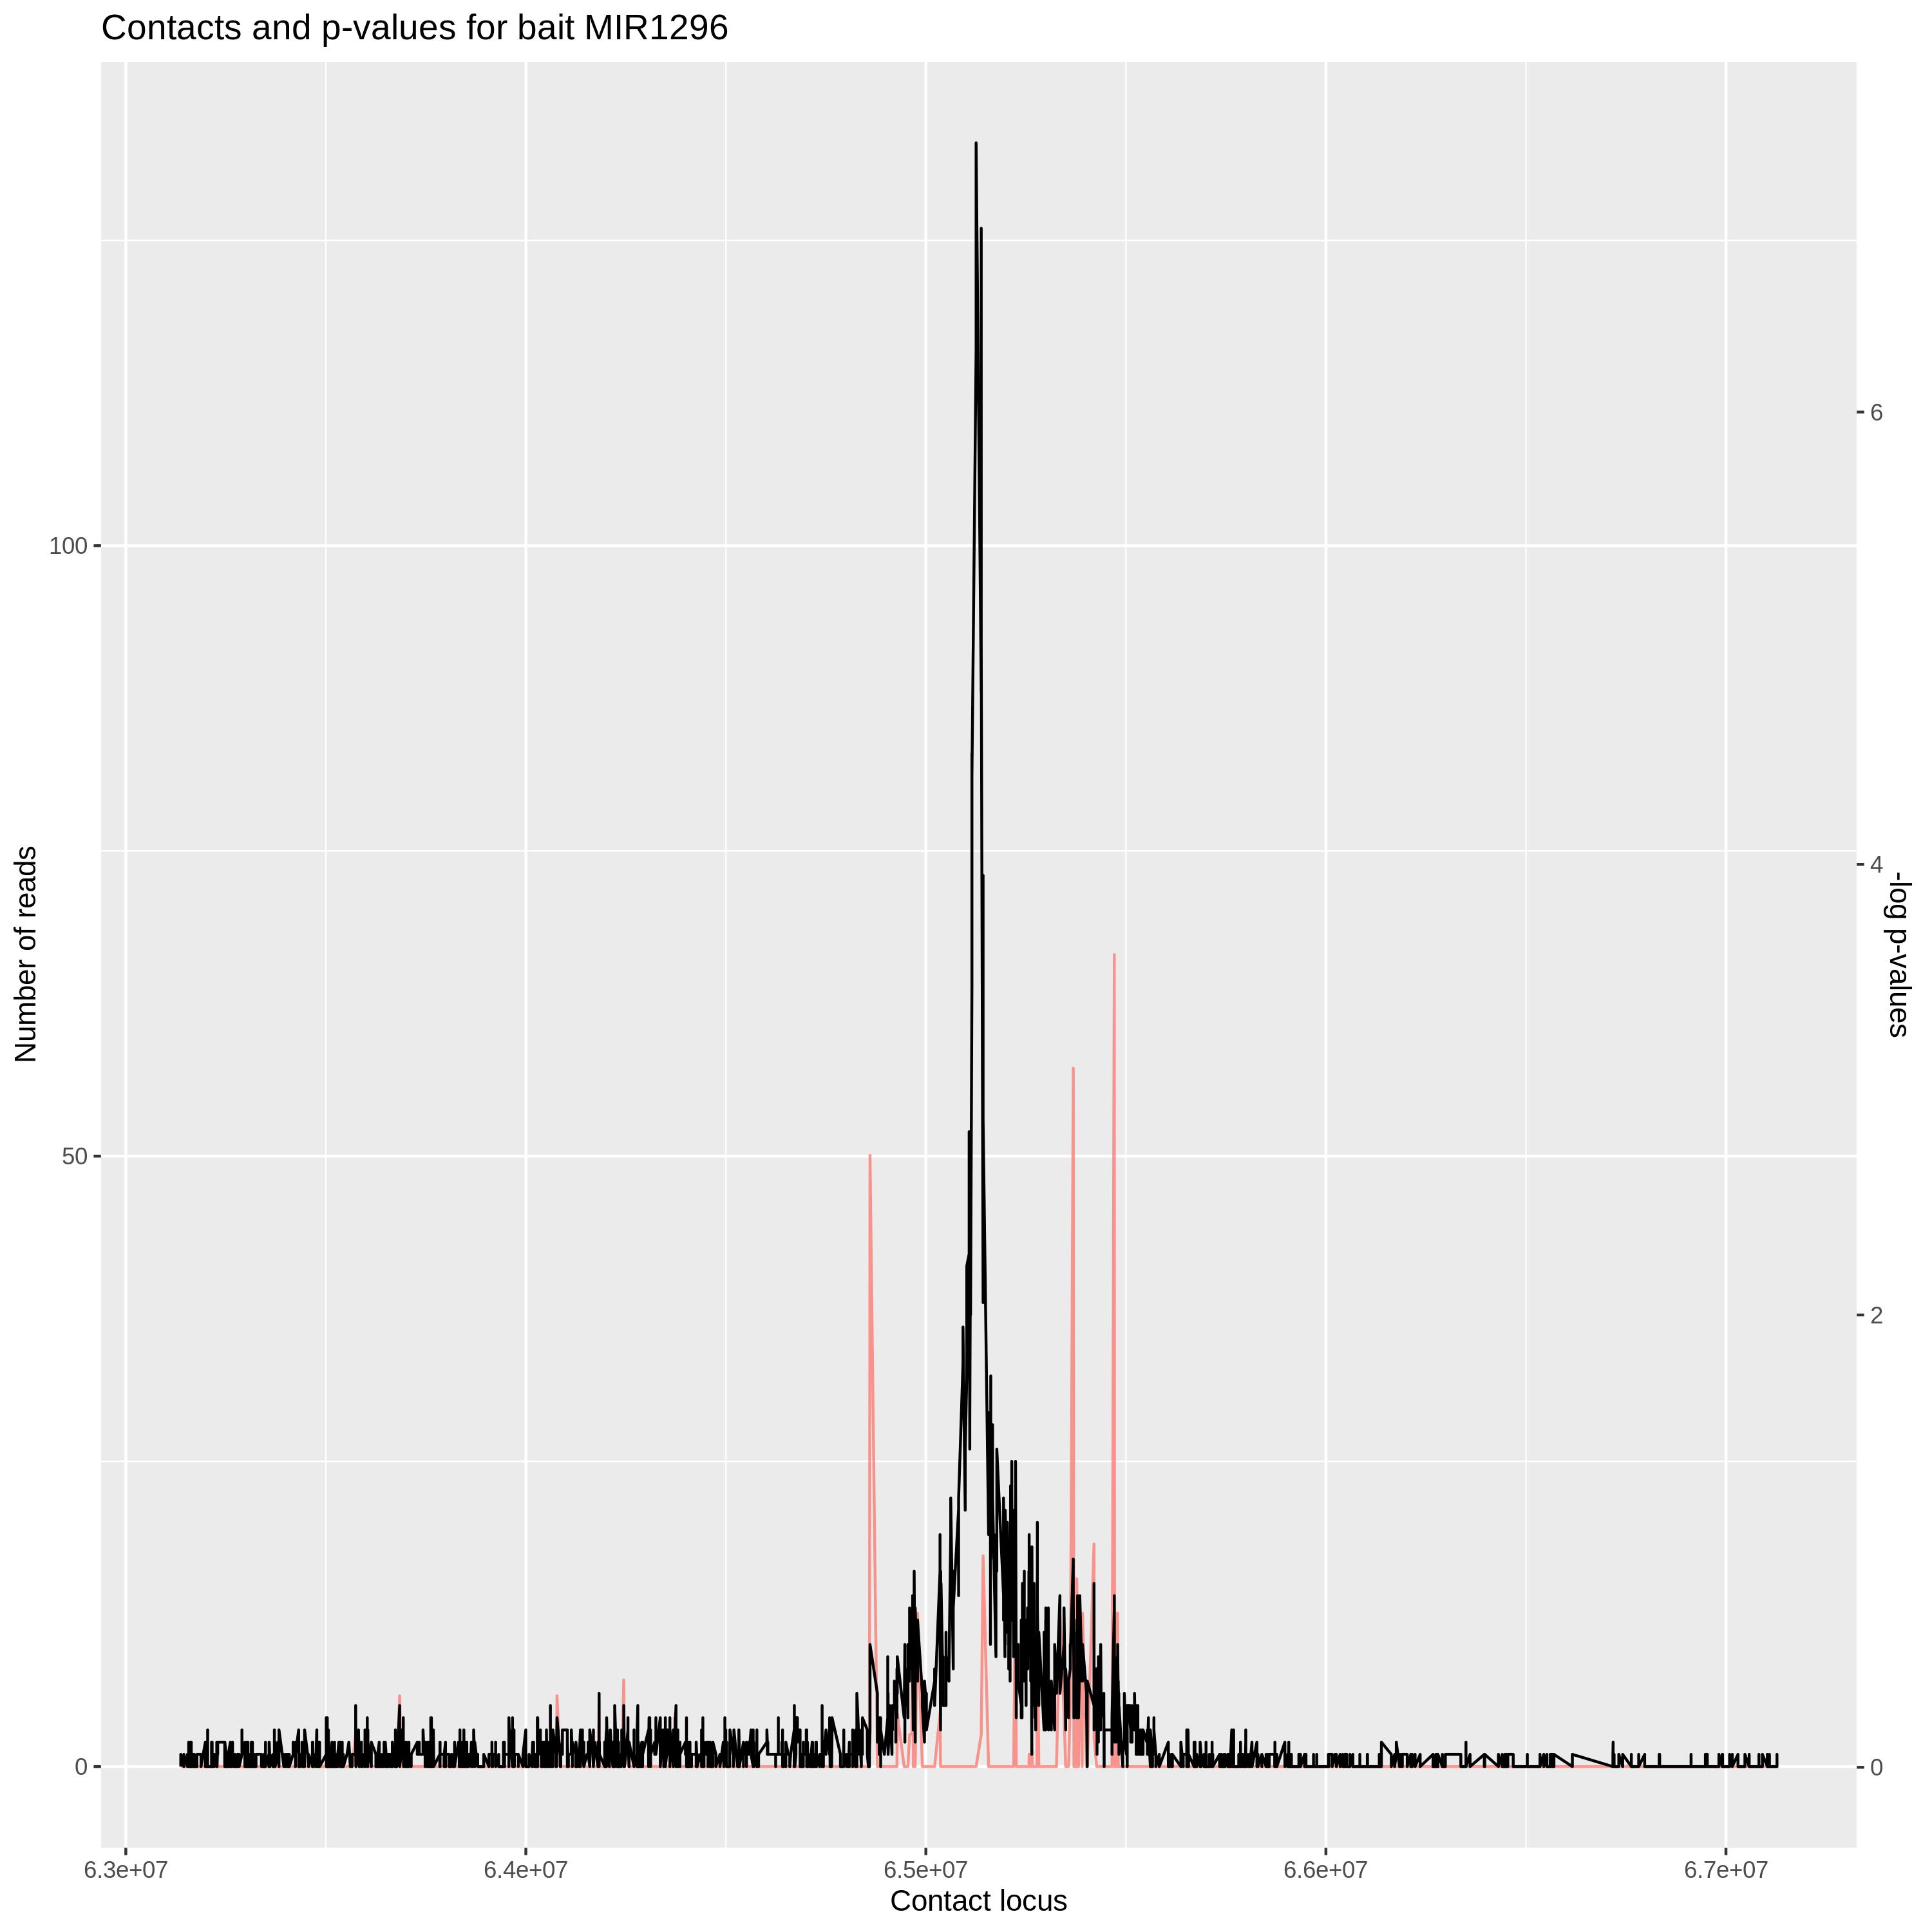 Contacts and p-values for bait MIR1296
100
50
0
Number of reads
6
4
2
0
-log p-values
6.3e+07
6.4e+07
6.5e+07
6.6e+07
6.7e+07
Contact locus